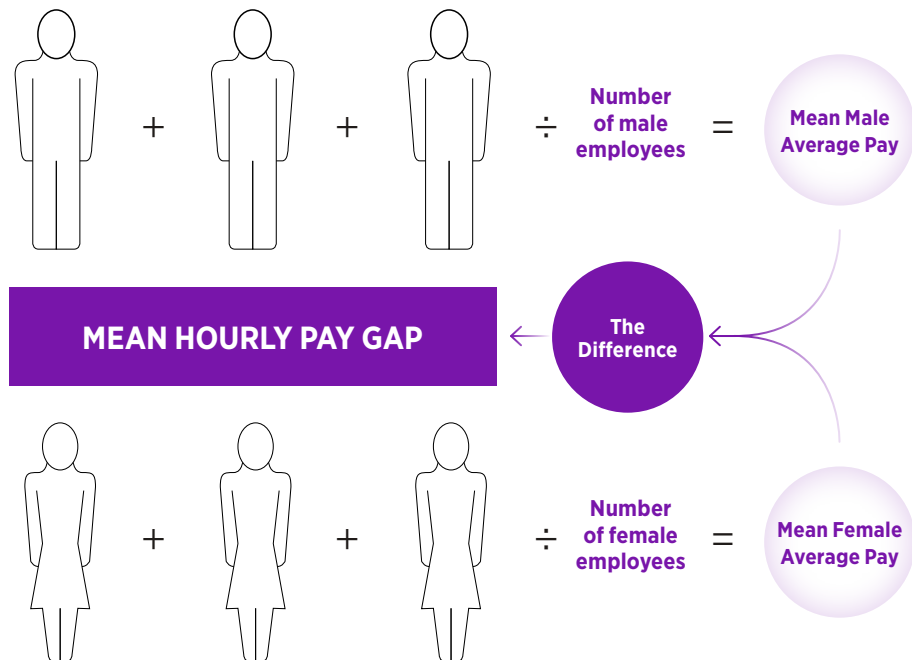 + + ÷ Number
of male
employees
=
Mean Male
Average Pay
MEAN HOURLY PAY GAP
The
Difference
+ + ÷ Number
of female
employees
=
Mean Female
Average Pay